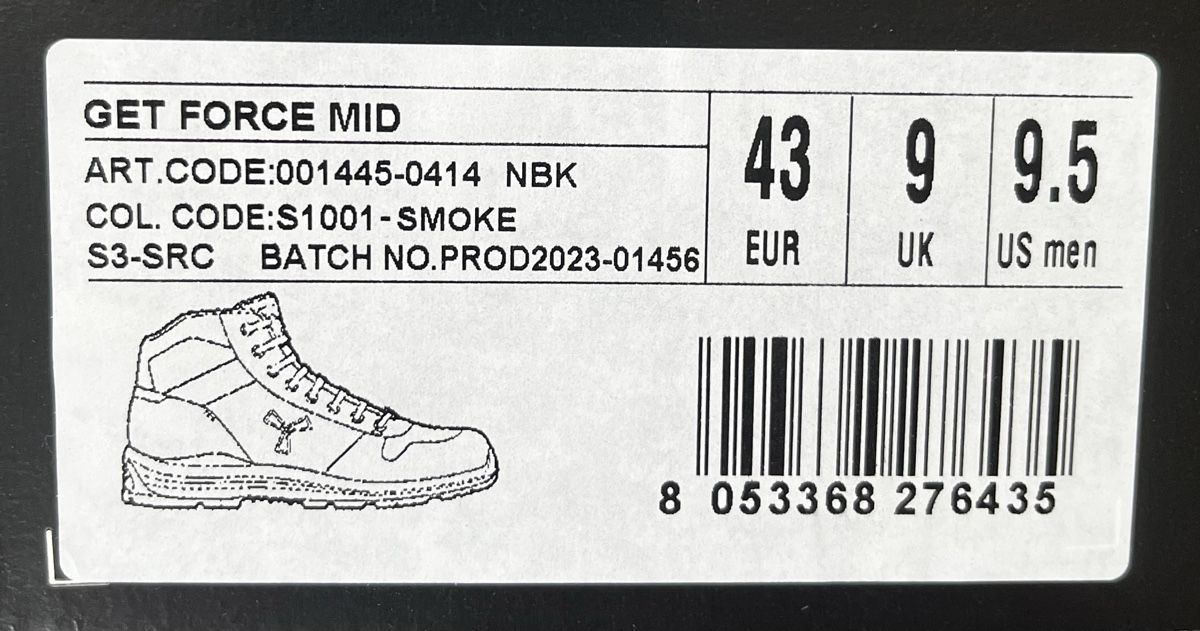 GET FORCE MID
ART.CODE:001445-0414 NBK
COL. CODE:S1001-SMOKE
S3-SRC BATCH NO.PROD2023-01456
43 9 9.5
EUR UK US men
8 053368 276435